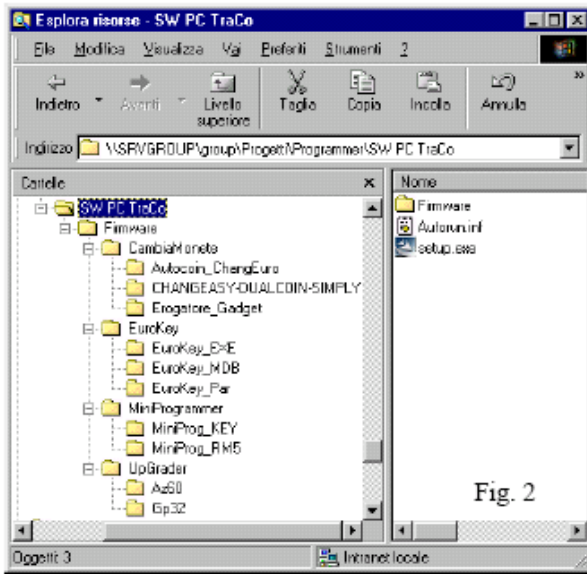 Esplora risorse - SW PC TraCo
File Modifica Visualizza Vai Preferiti Strumenti ?
Indietro Avanti Livello superiore Taglia Copia Incolla Annulla »
Indirizzo \\SRVGROUP\group\Progetti\Programmer\SW PC TraCo
Cartelle
Nome
SW PC TraCo
Firmware
CambiaMonete
Autocoin_ChangEuro
CHANGEASY-DUALCOIN-SIMPLY
Erogatore_Gadget
EuroKey
EuroKey_ExE
EuroKey_MDB
EuroKey_Par
MiniProgrammer
MiniProg_KEY
MiniProg_RM5
UpGrader
Az60
Gp32
Firmware
Autorun.inf
setup.exe
Fig. 2
Oggetti: 3
Intranet locale